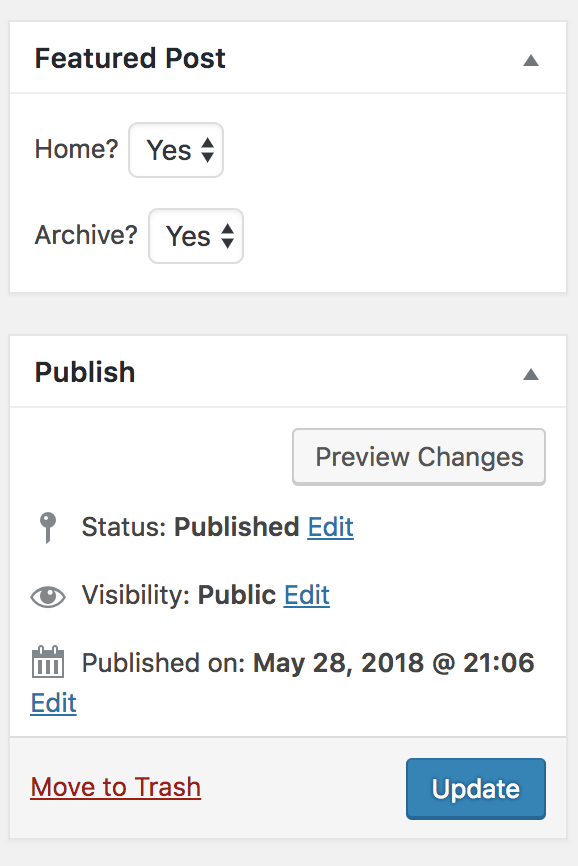 Featured Post
Home? Yes
Archive? Yes
Publish
Preview Changes
Status: Published Edit
Visibility: Public Edit
Published on: May 28, 2018 @ 21:06
Edit
Move to Trash Update